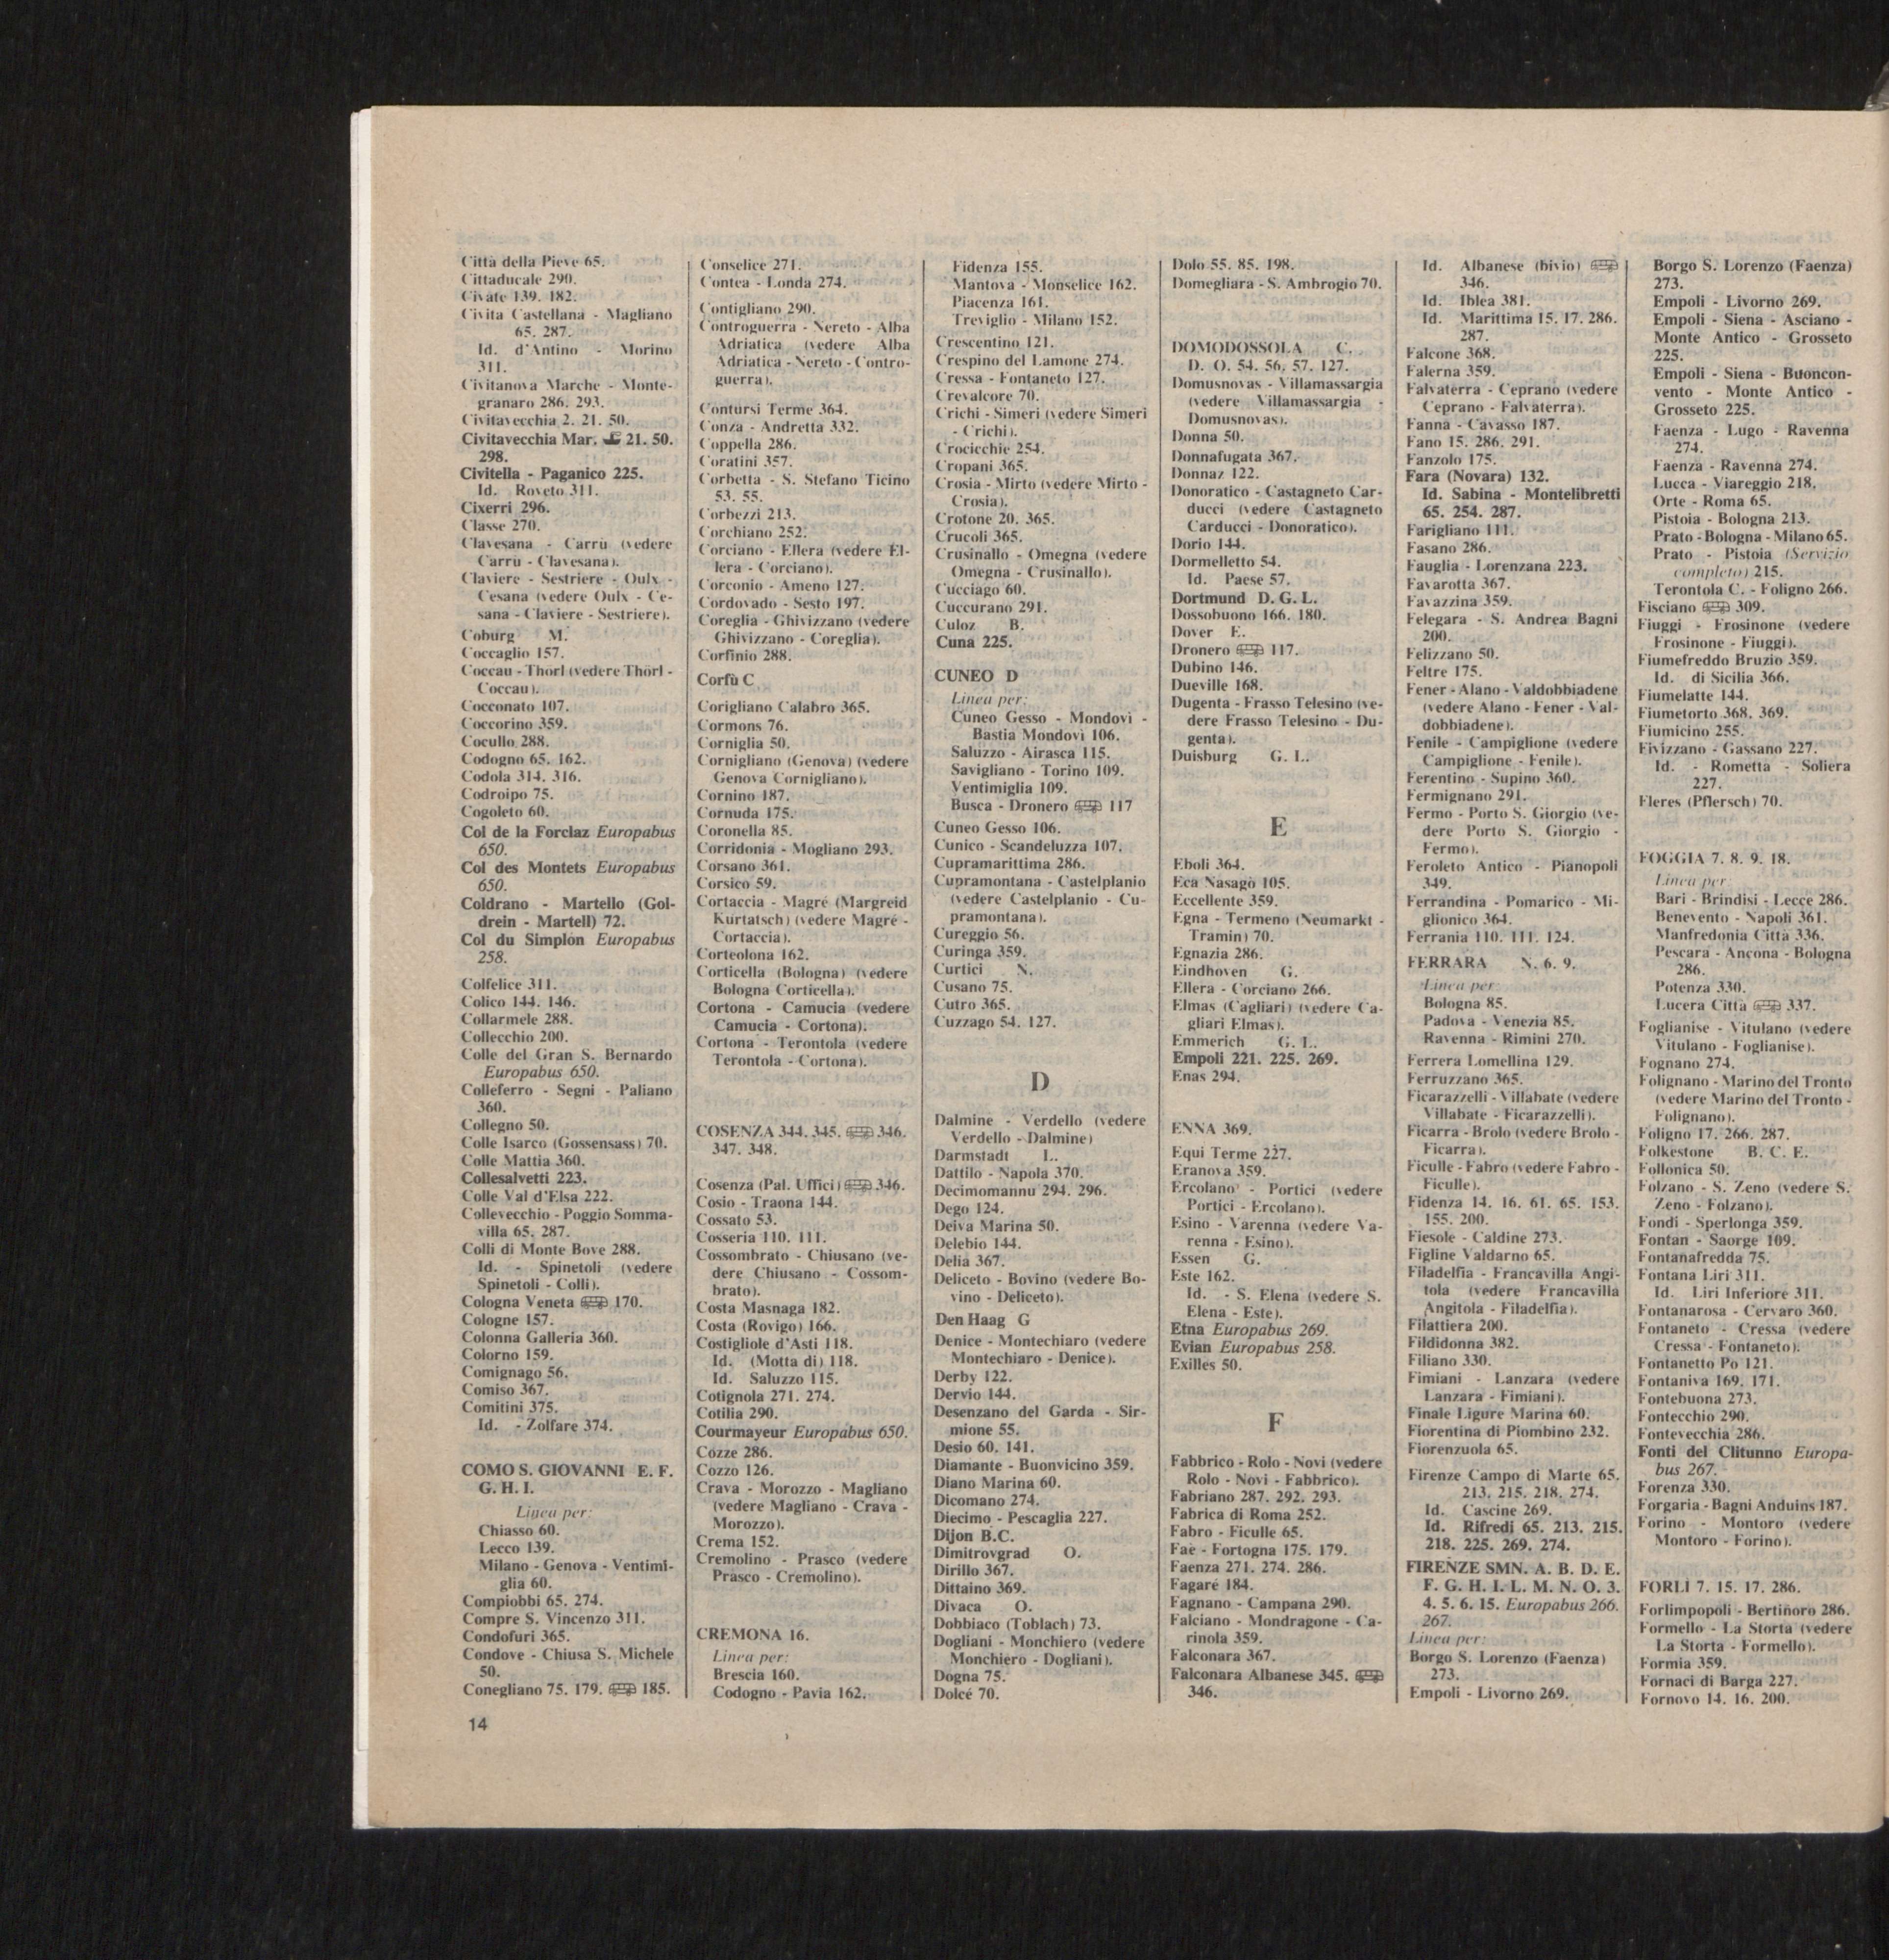 Città della Pieve 65.
Cittaducale 290.
Civate 139. 182.
Civita Castellana - Magliano
65. 287.
Id. d'Antino - Morino
311.
Civitanova Marche - Monte-
granaro 286. 293.
Civitavecchia 2. 21. 50.
Civitavecchia Mar. 21. 50.
298.
Civitella - Paganico 225.
Id. Roveto 311.
Cixerri 296.
Classe 270.
Clavesana - Carrù (vedere
Carrù - Clavesana).
Claviere - Sestriere - Oulx -
Cesana (vedere Oulx - Ce-
sana - Claviere - Sestriere).
Coburg M.
Coccaglio 157.
Coccau - Thörl (vedere Thörl -
Coccau).
Cocconato 107.
Coccorino 359.
Cocullo 288.
Codogno 65. 162.
Codola 314. 316.
Codroipo 75.
Cogoleto 60.
Col de la Forclaz Europabus
650.
Col des Montets Europabus
650.
Coldrano - Martello (Gol-
drein - Martell) 72.
Col du Simplon Europabus
258.
Colfelice 311.
Colico 144. 146.
Collarmele 288.
Collecchio 200.
Colle del Gran S. Bernardo
Europabus 650.
Colleferro - Segni - Paliano
360.
Collegno 50.
Colle Isarco (Gossensass) 70.
Colle Mattia 360.
Collesalvetti 223.
Colle Val d'Elsa 222.
Collevecchio - Poggio Somma-
villa 65. 287.
Colli di Monte Bove 288.
Id. - Spinetoli (vedere
Spinetoli - Colli).
Cologna Veneta 170.
Cologne 157.
Colonna Galleria 360.
Colorno 159.
Comignago 56.
Comiso 367.
Comitini 375.
Id. - Zolfare 374.
COMO S. GIOVANNI E. F.
G. H. I.
Linea per:
Chiasso 60.
Lecco 139.
Milano - Genova - Ventimi-
glia 60.
Compiobbi 65. 274.
Compre S. Vincenzo 311.
Condofuri 365.
Condove - Chiusa S. Michele
50.
Conegliano 75. 179. 185.
Conselice 271.
Contea - Londa 274.
Contigliano 290.
Controguerra - Nereto - Alba
Adriatica (vedere Alba
Adriatica - Nereto - Contro-
guerra).
Contursi Terme 364.
Conza - Andretta 332.
Coppella 286.
Coratini 357.
Corbetta - S. Stefano Ticino
53. 55.
Corbezzi 213.
Corchiano 252.
Corciano - Ellera (vedere El-
lera - Corciano).
Corconio - Ameno 127.
Cordovado - Sesto 197.
Coreglia - Ghivizzano (vedere
Ghivizzano - Coreglia).
Corfinio 288.
Corfù C
Corigliano Calabro 365.
Cormons 76.
Corniglia 50.
Cornigliano (Genova) (vedere
Genova Cornigliano).
Cornino 187.
Cornuda 175.
Coronella 85.
Corridonia - Mogliano 293.
Corsano 361.
Corsico 59.
Cortaccia - Magré (Margreid
Kurtatsch) (vedere Magré -
Cortaccia).
Corteolona 162.
Corticella (Bologna) (vedere
Bologna Corticella).
Cortona - Camucia (vedere
Camucia - Cortona).
Cortona - Terontola (vedere
Terontola - Cortona).
COSENZA 344. 345. 346.
347. 348.
Cosenza (Pal. Uffici) 346.
Cosio - Traona 144.
Cossato 53.
Cosseria 110. 111.
Cossombrato - Chiusano (ve-
dere Chiusano - Cossom-
brato).
Costa Masnaga 182.
Costa (Rovigo) 166.
Costigliole d'Asti 118.
Id. (Motta di) 118.
Id. Saluzzo 115.
Cotignola 271. 274.
Cotilia 290.
Courmayeur Europabus 650.
Cozze 286.
Cozzo 126.
Crava - Morozzo - Magliano
(vedere Magliano - Crava -
Morozzo).
Crema 152.
Cremolino - Prasco (vedere
Prasco - Cremolino).
CREMONA 16.
Linea per:
Brescia 160.
Codogno - Pavia 162.
Fidenza 155.
Mantova - Monselice 162.
Piacenza 161.
Treviglio - Milano 152.
Crescentino 121.
Crespino del Lamone 274.
Cressa - Fontaneto 127.
Crevalcore 70.
Crichi - Simeri (vedere Simeri
- Crichi).
Crocicchie 254.
Cropani 365.
Crosia - Mirto (vedere Mirto -
Crosia).
Crotone 20. 365.
Crucoli 365.
Crusinallo - Omegna (vedere
Omegna - Crusinallo).
Cucciago 60.
Cuccurano 291.
Culoz B.
Cuna 225.
CUNEO D
Linea per:
Cuneo Gesso - Mondovì -
Bastia Mondovì 106.
Saluzzo - Airasca 115.
Savigliano - Torino 109.
Ventimiglia 109.
Busca - Dronero 117
Cuneo Gesso 106.
Cunico - Scandeluzza 107.
Cupramarittima 286.
Cupramontana - Castelplanio
(vedere Castelplanio - Cu-
pramontana).
Cureggio 56.
Curinga 359.
Curtici N.
Cusano 75.
Cutro 365.
Cuzzago 54. 127.
D
Dalmine - Verdello (vedere
Verdello - Dalmine)
Darmstadt L.
Dattilo - Napola 370.
Decimomannu 294. 296.
Dego 124.
Deiva Marina 50.
Delebio 144.
Delia 367.
Deliceto - Bovino (vedere Bo-
vino - Deliceto).
Den Haag G
Denice - Montechiaro (vedere
Montechiaro - Denice).
Derby 122.
Dervio 144.
Desenzano del Garda - Sir-
mione 55.
Desio 60. 141.
Diamante - Buonvicino 359.
Diano Marina 60.
Dicomano 274.
Diecimo - Pescaglia 227.
Dijon B.C.
Dimitrovgrad O.
Dirillo 367.
Dittaino 369.
Divaca O.
Dobbiaco (Toblach) 73.
Dogliani - Monchiero (vedere
Monchiero - Dogliani).
Dogna 75.
Dolcé 70.
Dolo 55. 85. 198.
Domegliara - S. Ambrogio 70.
DOMODOSSOLA C.
D. O. 54. 56. 57. 127.
Domusnovas - Villamassargia
(vedere Villamassargia -
Domusnovas).
Donna 50.
Donnafugata 367.
Donnaz 122.
Donoratico - Castagneto Car-
ducci (vedere Castagneto
Carducci - Donoratico).
Dorio 144.
Dormelletto 54.
Id. Paese 57.
Dortmund D. G. L.
Dossobuono 166. 180.
Dover E.
Dronero 117.
Dubino 146.
Dueville 168.
Dugenta - Frasso Telesino (ve-
dere Frasso Telesino - Du-
genta).
Duisburg G. L.
E
Eboli 364.
Eca Nasagò 105.
Eccellente 359.
Egna - Termeno (Neumarkt -
Tramin) 70.
Egnazia 286.
Eindhoven G.
Ellera - Corciano 266.
Elmas (Cagliari) (vedere Ca-
gliari Elmas).
Emmerich G. L.
Empoli 221. 225. 269.
Enas 294.
ENNA 369.
Equi Terme 227.
Eranova 359.
Ercolano - Portici (vedere
Portici - Ercolano).
Esino - Varenna (vedere Va-
renna - Esino).
Essen G.
Este 162.
Id. - S. Elena (vedere S.
Elena - Este).
Etna Europabus 269.
Evian Europabus 258.
Exilles 50.
F
Fabbrico - Rolo - Novi (vedere
Rolo - Novi - Fabbrico).
Fabriano 287. 292. 293.
Fabrica di Roma 252.
Fabro - Ficulle 65.
Fae - Fortogna 175. 179.
Faenza 271. 274. 286.
Fagaré 184.
Fagnano - Campana 290.
Falciano - Mondragone - Ca-
rinola 359.
Falconara 367.
Falconara Albanese 345.
346.
Id. Albanese (bivio)
346.
Id. Iblea 381.
Id. Marittima 15. 17. 286.
287.
Falcone 368.
Falerna 359.
Falvaterra - Ceprano (vedere
Ceprano - Falvaterra).
Fanna - Cavasso 187.
Fano 15. 286. 291.
Fanzolo 175.
Fara (Novara) 132.
Id. Sabina - Montelibretti
65. 254. 287.
Farigliano 111.
Fasano 286.
Fauglia - Lorenzana 223.
Favarotta 367.
Favazzina 359.
Felegara - S. Andrea Bagni
200.
Felizzano 50.
Feltre 175.
Fener - Alano - Valdobbiadene
(vedere Alano - Fener - Val-
dobbiadene).
Fenile - Campiglione (vedere
Campiglione - Fenile).
Ferentino - Supino 360.
Fermignano 291.
Fermo - Porto S. Giorgio (ve-
dere Porto S. Giorgio -
Fermo).
Feroleto Antico - Pianopoli
349.
Ferrandina - Pomarico - Mi-
glionico 364.
Ferrania 110. 111. 124.
FERRARA N. 6. 9.
Linea per:
Bologna 85.
Padova - Venezia 85.
Ravenna - Rimini 270.
Ferrera Lomellina 129.
Ferruzzano 365.
Ficarazzelli - Villabate (vedere
Villabate - Ficarazzelli).
Ficarra - Brolo (vedere Brolo -
Ficarra).
Ficulle - Fabro (vedere Fabro -
Ficulle).
Fidenza 14. 16. 61. 65. 153.
155. 200.
Fiesole - Caldine 273.
Figline Valdarno 65.
Filadelfia - Francavilla Angi-
tola (vedere Francavilla
Angitola - Filadelfia).
Filattiera 200.
Fildidonna 382.
Filiano 330.
Fimiani - Lanzara (vedere
Lanzara - Fimiani).
Finale Ligure Marina 60.
Fiorentina di Piombino 232.
Fiorenzuola 65.
Firenze Campo di Marte 65.
213. 215. 218. 274.
Id. Cascine 269.
Id. Rifredi 65. 213. 215.
218. 225. 269. 274.
FIRENZE SMN. A. B. D. E.
F. G. H. I. L. M. N. O. 3.
4. 5. 6. 15. Europabus 266.
267.
Linea per:
Borgo S. Lorenzo (Faenza)
273.
Empoli - Livorno 269.
Borgo S. Lorenzo (Faenza)
273.
Empoli - Livorno 269.
Empoli - Siena - Asciano -
Monte Antico - Grosseto
225.
Empoli - Siena - Buoncon-
vento - Monte Antico -
Grosseto 225.
Faenza - Lugo - Ravenna
274.
Faenza - Ravenna 274.
Lucca - Viareggio 218.
Orte - Roma 65.
Pistoia - Bologna 213.
Prato - Bologna - Milano 65.
Prato - Pistoia (Servizio
completo) 215.
Terontola C. - Foligno 266.
Fisciano 309.
Fiuggi - Frosinone (vedere
Frosinone - Fiuggi).
Fiumefreddo Bruzio 359.
Id. di Sicilia 366.
Fiumelatte 144.
Fiumetorto 368. 369.
Fiumicino 255.
Fivizzano - Gassano 227.
Id. - Rometta - Soliera
227.
Fleres (Pflersch) 70.
FOGGIA 7. 8. 9. 18.
Linea per:
Bari - Brindisi - Lecce 286.
Benevento - Napoli 361.
Manfredonia Città 336.
Pescara - Ancona - Bologna
286.
Potenza 330.
Lucera Città 337.
Foglianise - Vitulano (vedere
Vitulano - Foglianise).
Fognano 274.
Folignano - Marino del Tronto
(vedere Marino del Tronto -
Folignano).
Foligno 17. 266. 287.
Folkestone B. C. E.
Follonica 50.
Folzano - S. Zeno (vedere S.
Zeno - Folzano).
Fondi - Sperlonga 359.
Fontan - Saorge 109.
Fontanafredda 75.
Fontana Liri 311.
Id. Liri Inferiore 311.
Fontanarosa - Cervaro 360.
Fontaneto - Cressa (vedere
Cressa - Fontaneto).
Fontanetto Po 121.
Fontaniva 169. 171.
Fontebuona 273.
Fontecchio 290.
Fontevecchia 286.
Fonti del Clitunno Europa-
bus 267.
Forenza 330.
Forgaria - Bagni Anduins 187.
Forino - Montoro (vedere
Montoro - Forino).
FORLÌ 7. 15. 17. 286.
Forlimpopoli - Bertinoro 286.
Formello - La Storta (vedere
La Storta - Formello).
Formia 359.
Fornaci di Barga 227.
Fornovo 14. 16. 200.
14